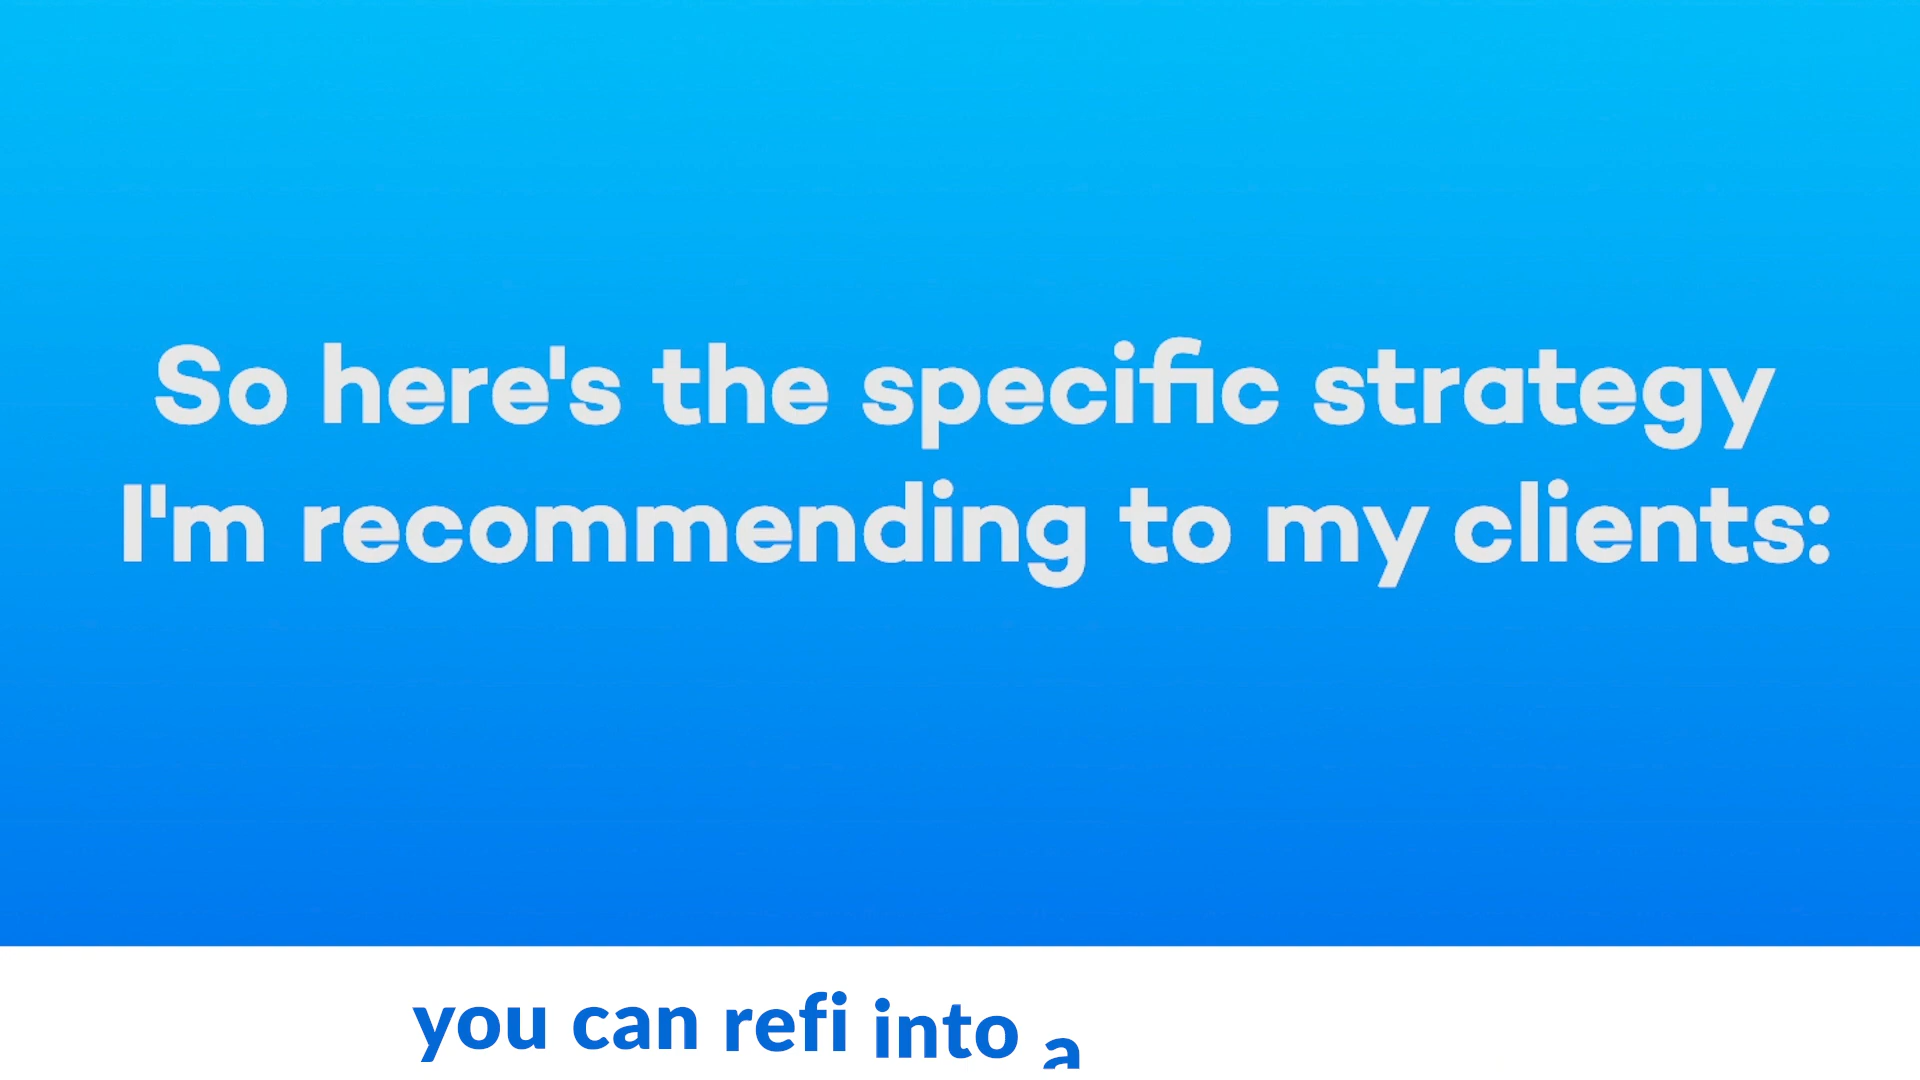 So here's the specific strategy
I'm recommending to my clients:
you can refi into a